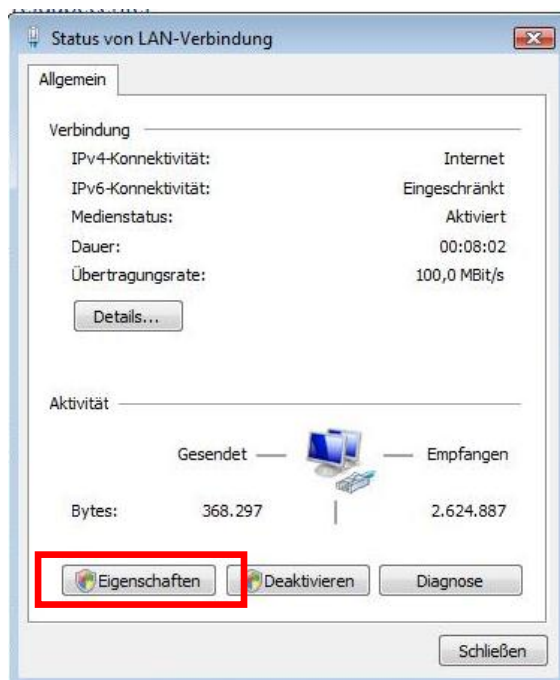 Status von LAN-Verbindung
Allgemein
Verbindung
IPv4-Konnektivität: Internet
IPv6-Konnektivität: Eingeschränkt
Medienstatus: Aktiviert
Dauer: 00:08:02
Übertragungsrate: 100,0 MBit/s
Details...
Aktivität
Gesendet Empfangen
Bytes: 368.297 2.624.887
Eigenschaften Deaktivieren Diagnose
Schließen